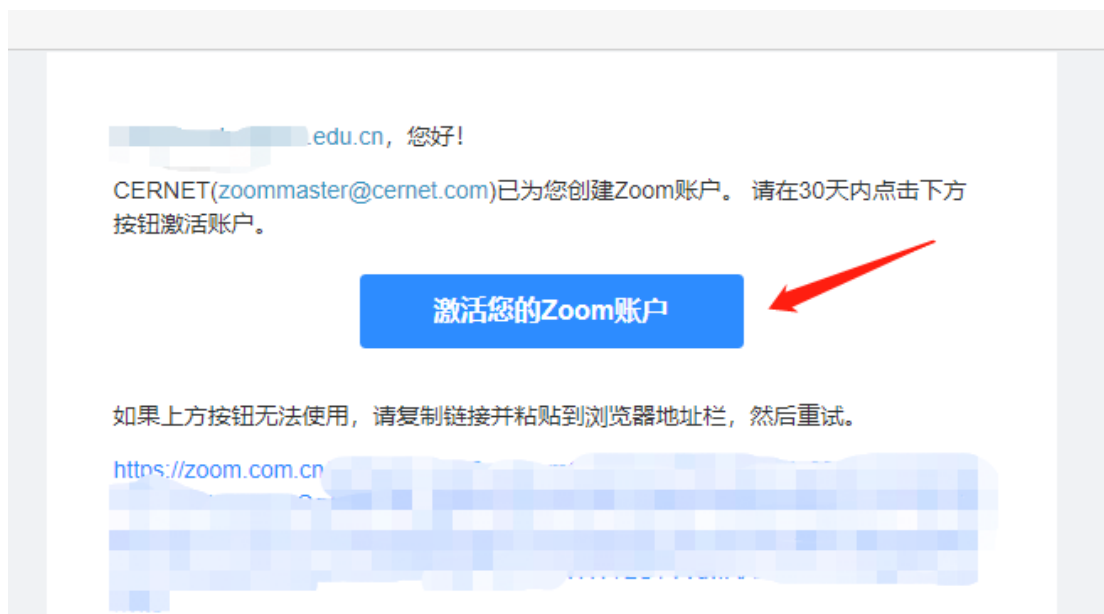 .edu.cn，您好！
CERNET(zoommaster@cernet.com)已为您创建Zoom账户。 请在30天内点击下方
按钮激活账户。
激活您的Zoom账户
如果上方按钮无法使用，请复制链接并粘贴到浏览器地址栏，然后重试。
https://zoom.com.cn